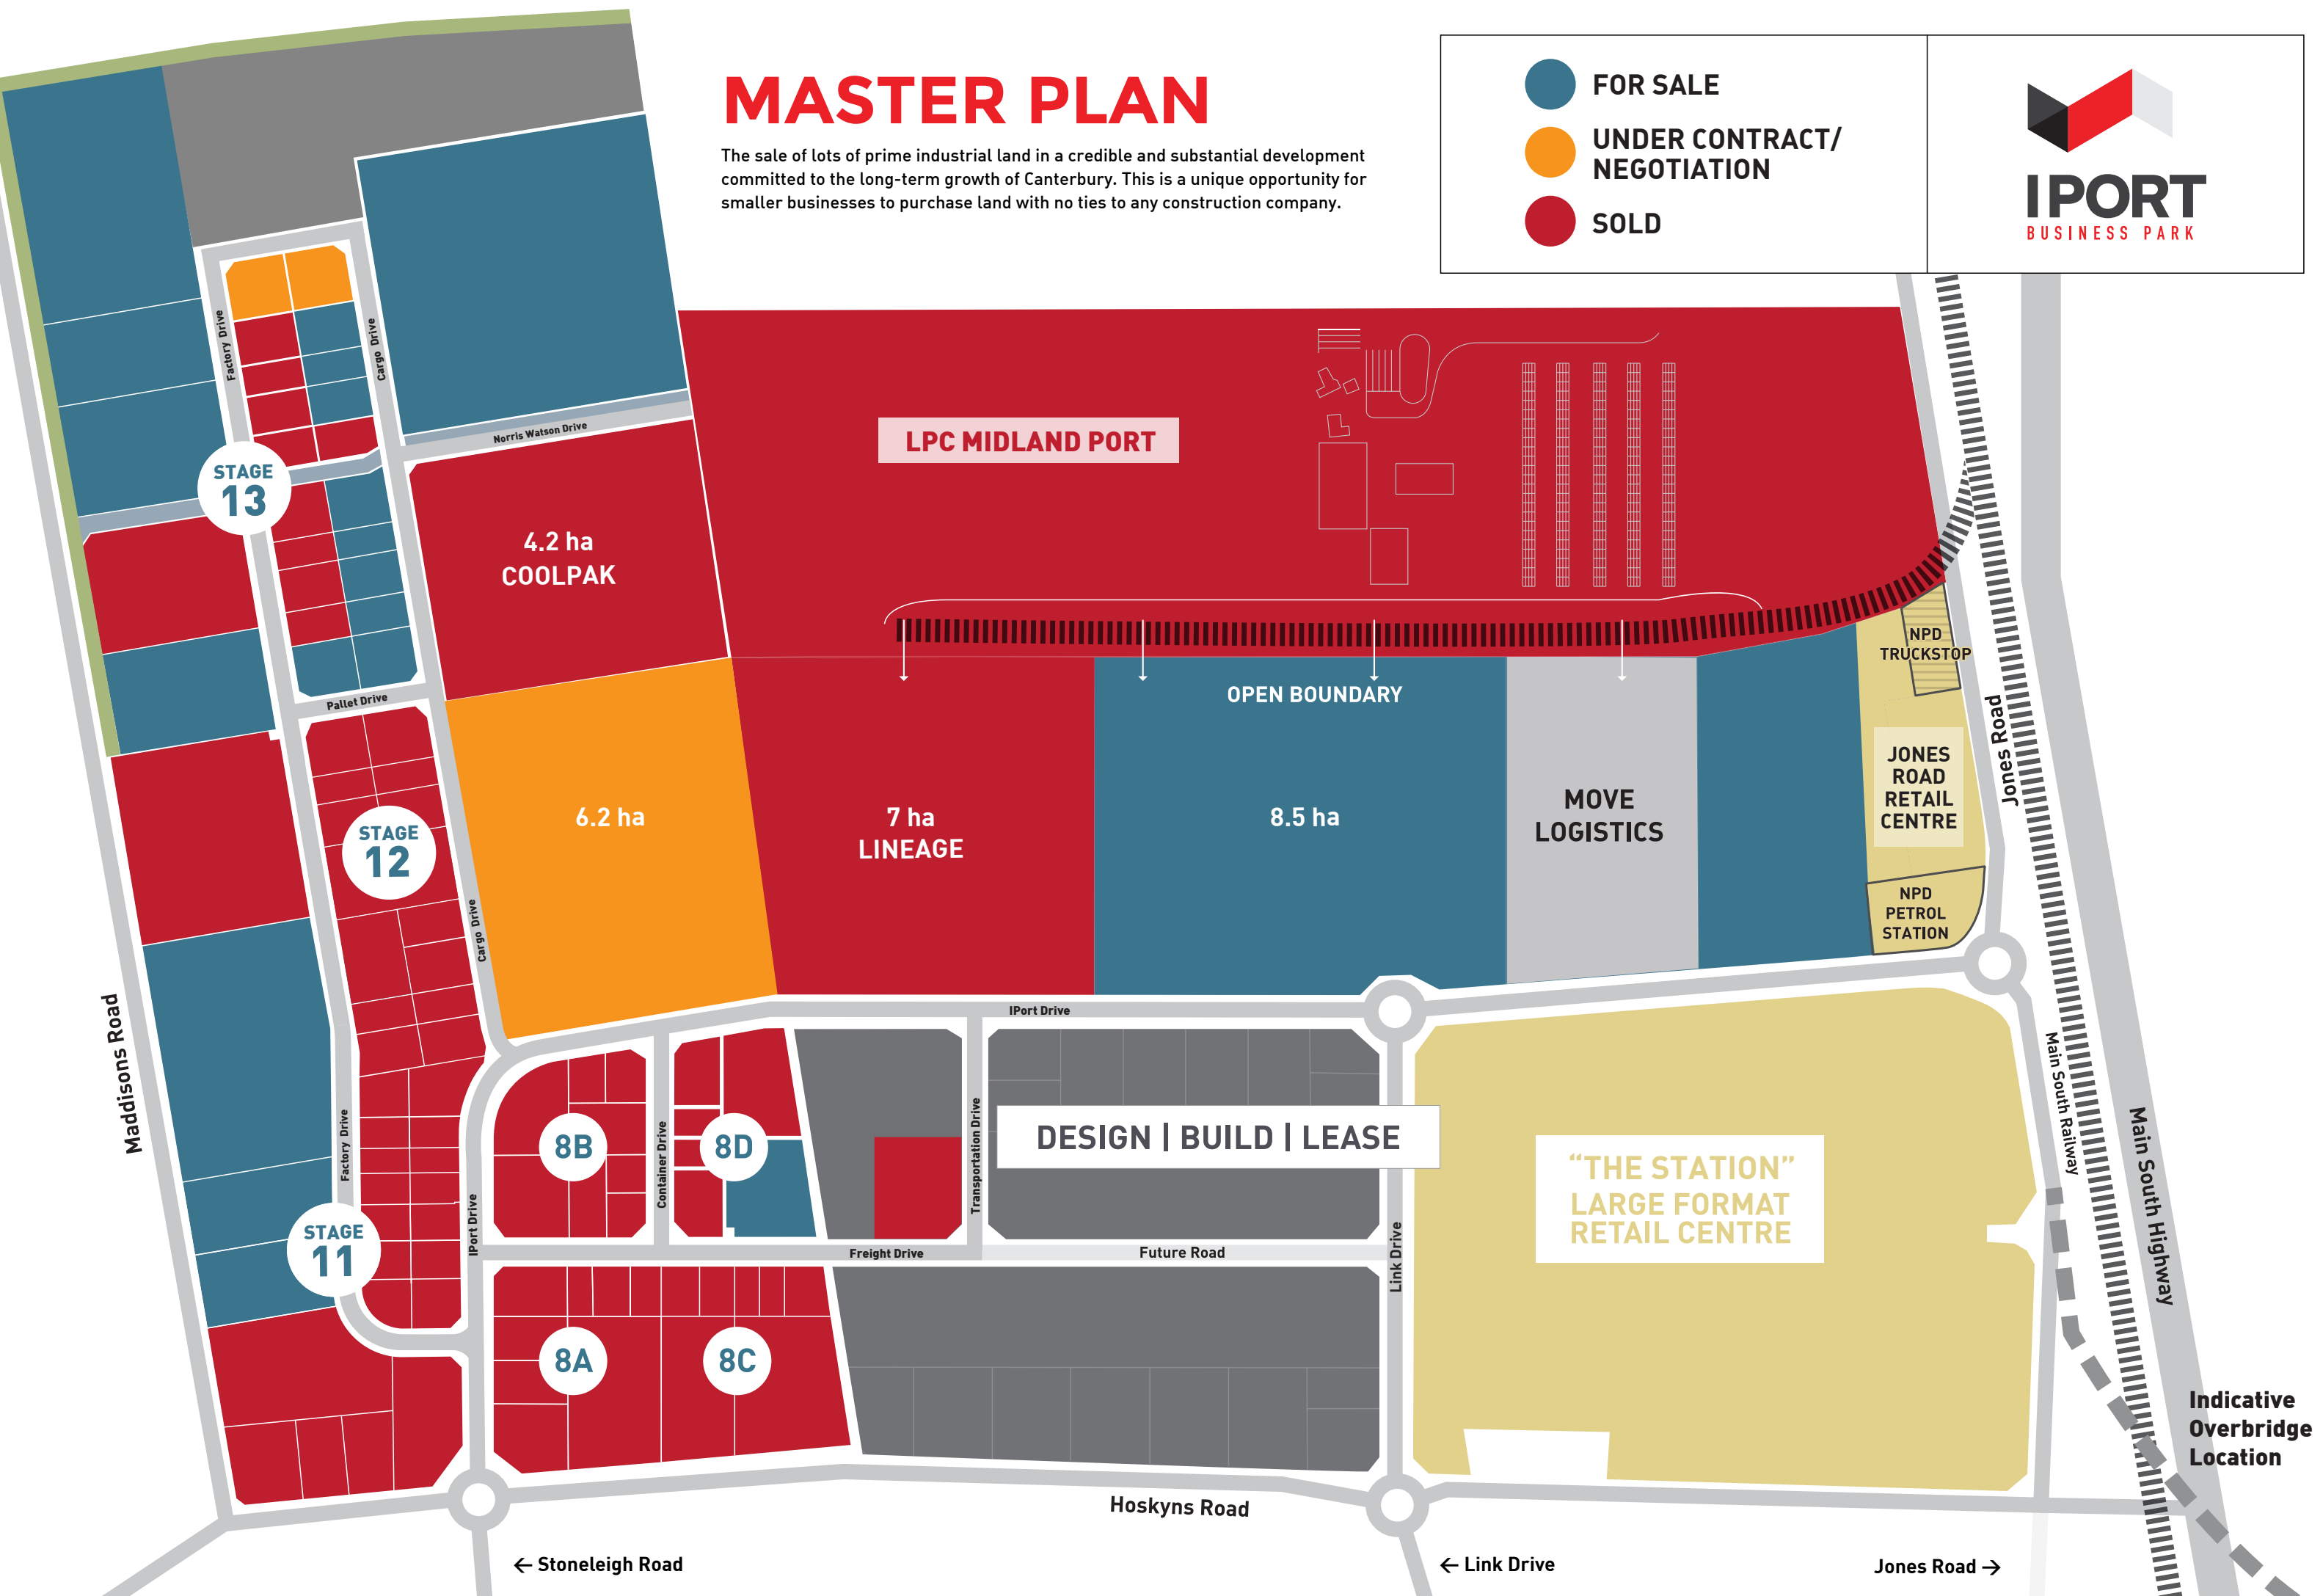 MASTER PLAN
The sale of lots of prime industrial land in a credible and substantial development
committed to the long-term growth of Canterbury. This is a unique opportunity for
smaller businesses to purchase land with no ties to any construction company.
FOR SALE
UNDER CONTRACT/
NEGOTIATION
SOLD
IPORT
BUSINESS PARK
Factory Drive
Cargo Drive
Norris Watson Drive
LPC MIDLAND PORT
STAGE
13
4.2 ha
COOLPAK
NPD
TRUCKSTOP
Pallet Drive
OPEN BOUNDARY
Jones Road
JONES
ROAD
RETAIL
CENTRE
STAGE
12
6.2 ha
7 ha
LINEAGE
8.5 ha
MOVE
LOGISTICS
NPD
PETROL
STATION
Cargo Drive
Maddisons Road
IPort Drive
Main South Railway
Main South Highway
Factory Drive
8B
Container Drive
8D
Transportation Drive
DESIGN | BUILD | LEASE
“THE STATION”
LARGE FORMAT
RETAIL CENTRE
STAGE
11
IPort Drive
Freight Drive
Future Road
Link Drive
8A
8C
Indicative
Overbridge
Location
Hoskyns Road
← Stoneleigh Road
← Link Drive
Jones Road →